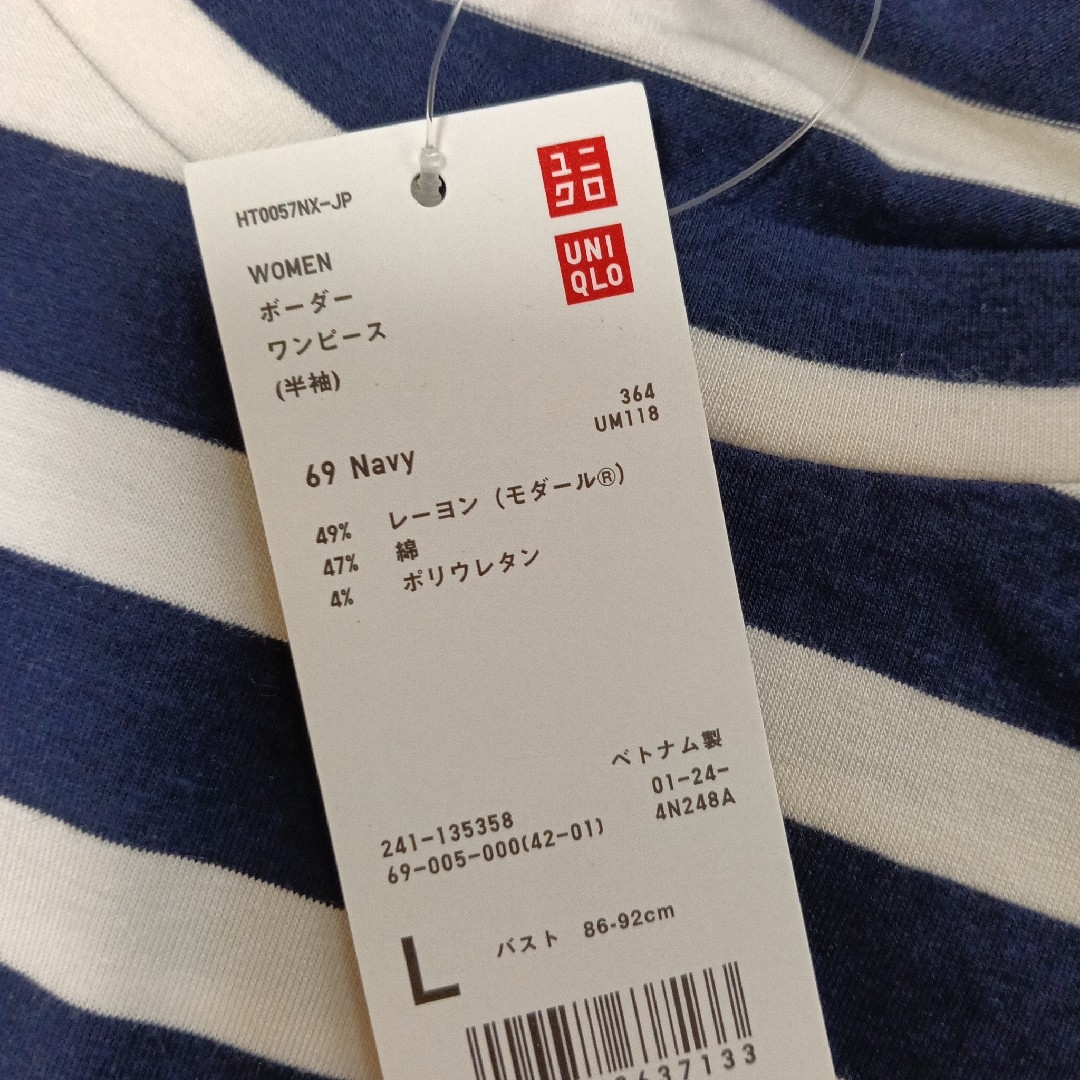 HT0057NX-JP
ユニ
クロ
UNI
QLO
WOMEN
ボーダー
ワンピース
(半袖)
364
UM118
69 Navy
49% レーヨン (モダール®)
47% 綿
4% ポリウレタン
ベトナム製
01-24-
4N248A
241-135358
69-005-000(42-01)
L バスト 86-92cm
637133